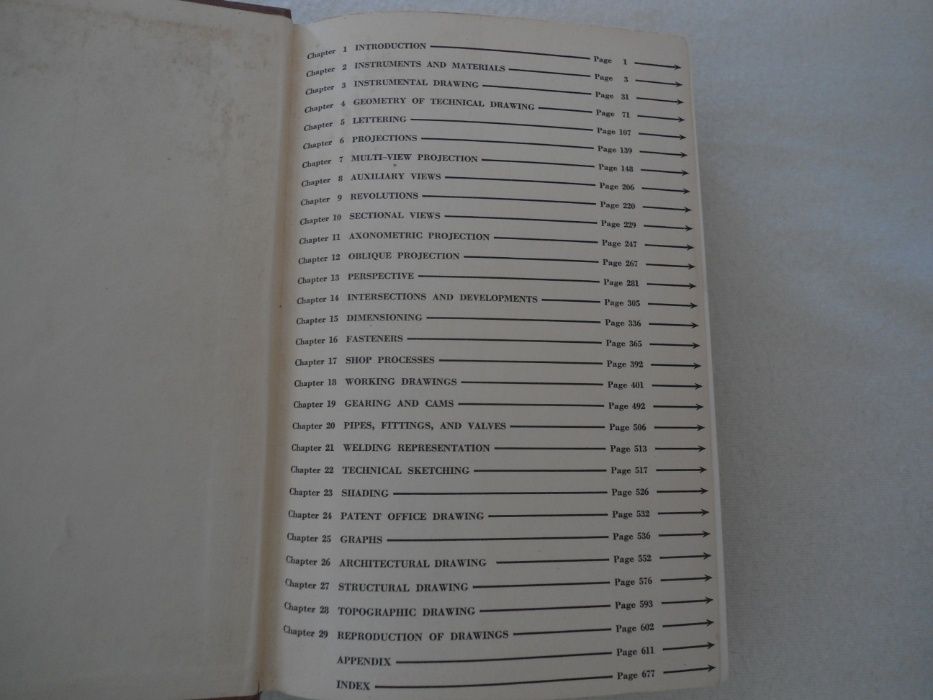 Chapter 1 INTRODUCTION Page 1
Chapter 2 INSTRUMENTS AND MATERIALS Page 3
Chapter 3 INSTRUMENTAL DRAWING Page 31
Chapter 4 GEOMETRY OF TECHNICAL DRAWING Page 71
Chapter 5 LETTERING Page 107
Chapter 6 PROJECTIONS Page 139
Chapter 7 MULTI-VIEW PROJECTION Page 148
Chapter 8 AUXILIARY VIEWS Page 206
Chapter 9 REVOLUTIONS Page 220
Chapter 10 SECTIONAL VIEWS Page 229
Chapter 11 AXONOMETRIC PROJECTION Page 247
Chapter 12 OBLIQUE PROJECTION Page 267
Chapter 13 PERSPECTIVE Page 281
Chapter 14 INTERSECTIONS AND DEVELOPMENTS Page 305
Chapter 15 DIMENSIONING Page 336
Chapter 16 FASTENERS Page 365
Chapter 17 SHOP PROCESSES Page 392
Chapter 18 WORKING DRAWINGS Page 401
Chapter 19 GEARING AND CAMS Page 492
Chapter 20 PIPES, FITTINGS, AND VALVES Page 506
Chapter 21 WELDING REPRESENTATION Page 513
Chapter 22 TECHNICAL SKETCHING Page 517
Chapter 23 SHADING Page 526
Chapter 24 PATENT OFFICE DRAWING Page 532
Chapter 25 GRAPHS Page 536
Chapter 26 ARCHITECTURAL DRAWING Page 552
Chapter 27 STRUCTURAL DRAWING Page 576
Chapter 28 TOPOGRAPHIC DRAWING Page 593
Chapter 29 REPRODUCTION OF DRAWINGS Page 602
APPENDIX Page 611
INDEX Page 677